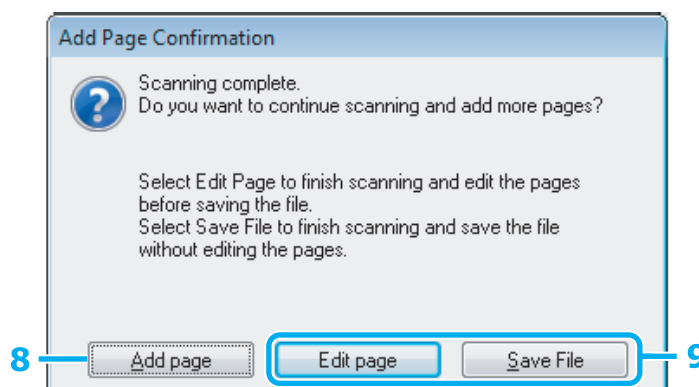 Add Page Confirmation
Scanning complete.
Do you want to continue scanning and add more pages?
Select Edit Page to finish scanning and edit the pages
before saving the file.
Select Save File to finish scanning and save the file
without editing the pages.
8 Add page Edit page Save File 9